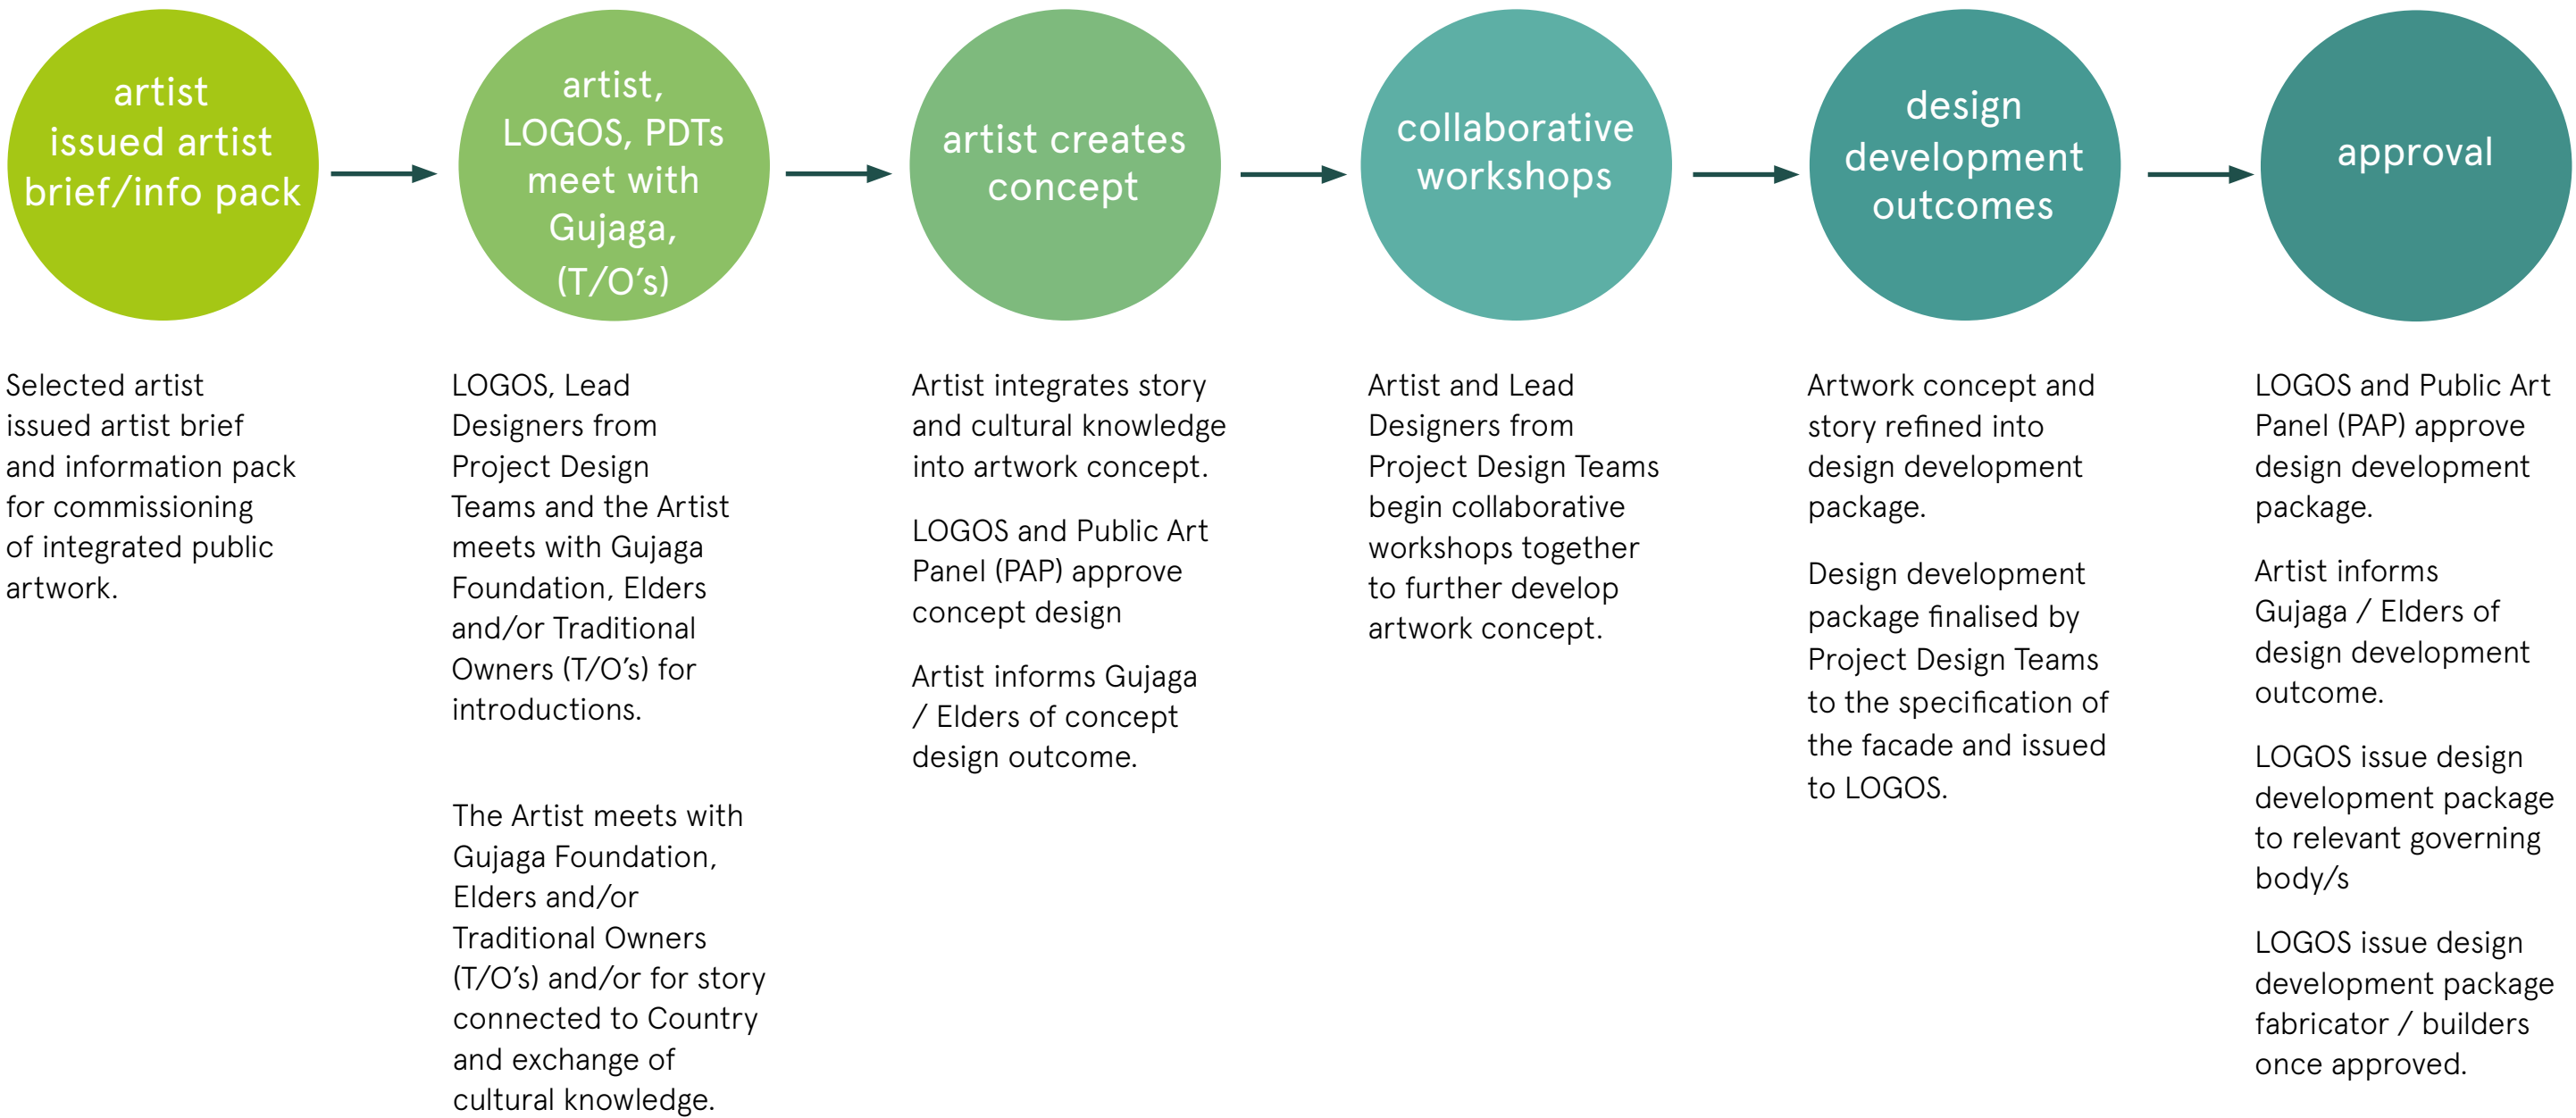 artist
issued artist
brief/info pack
artist,
LOGOS, PDTs
meet with
Gujaga,
(T/O’s)
artist creates
concept
collaborative
workshops
design
development
outcomes
approval
Selected artist
issued artist brief
and information pack
for commissioning
of integrated public
artwork.
LOGOS, Lead
Designers from
Project Design
Teams and the Artist
meets with Gujaga
Foundation, Elders
and/or Traditional
Owners (T/O’s) for
introductions.
The Artist meets with
Gujaga Foundation,
Elders and/or
Traditional Owners
(T/O’s) and/or for story
connected to Country
and exchange of
cultural knowledge.
Artist integrates story
and cultural knowledge
into artwork concept.
LOGOS and Public Art
Panel (PAP) approve
concept design
Artist informs Gujaga
/ Elders of concept
design outcome.
Artist and Lead
Designers from
Project Design Teams
begin collaborative
workshops together
to further develop
artwork concept.
Artwork concept and
story refined into
design development
package.
Design development
package finalised by
Project Design Teams
to the specification of
the facade and issued
to LOGOS.
LOGOS and Public Art
Panel (PAP) approve
design development
package.
Artist informs
Gujaga / Elders of
design development
outcome.
LOGOS issue design
development package
to relevant governing
body/s
LOGOS issue design
development package
fabricator / builders
once approved.